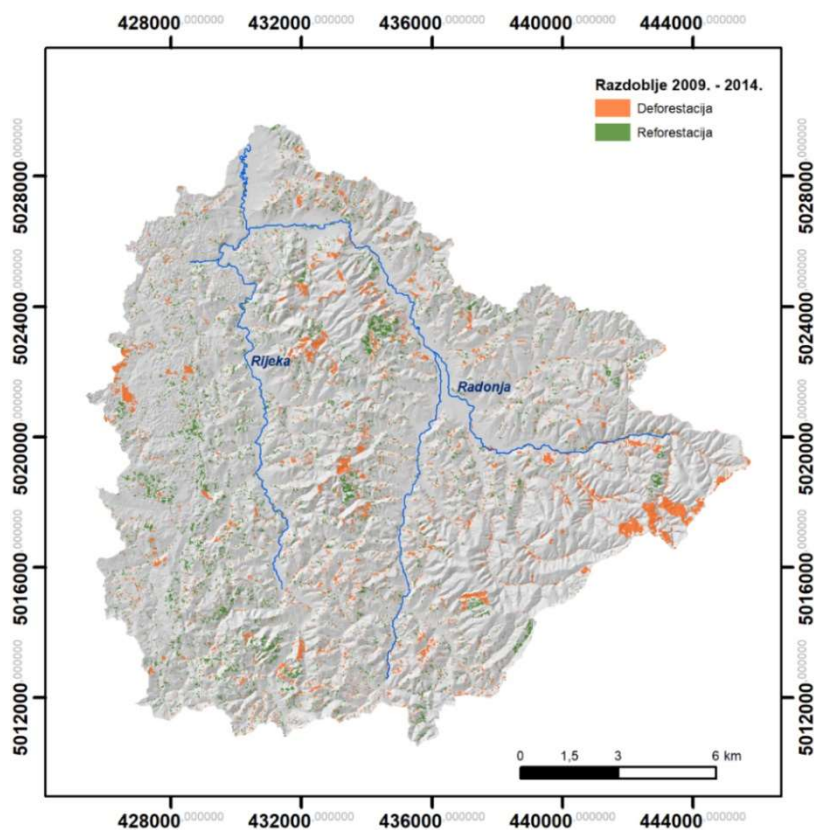 428000,000000 432000,000000 436000,000000 440000,000000 444000,000000
Razdoblje 2009. - 2014.
Deforestacija
Reforestacija
5028000,000000 5028000,000000
5024000,000000 5024000,000000
Rijeka
Radonja
5020000,000000 5020000,000000
5016000,000000 5016000,000000
5012000,000000 5012000,000000
0 1,5 3 6 km
428000,000000 432000,000000 436000,000000 440000,000000 444000,000000